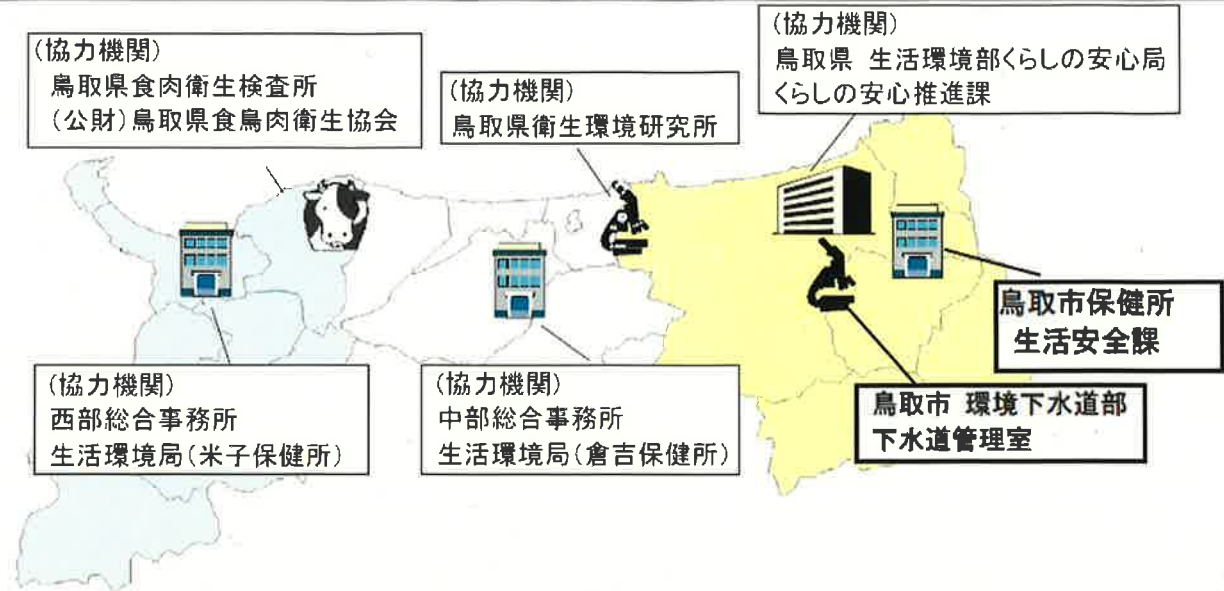 (協力機関)
鳥取県食肉衛生検査所
(公財)鳥取県食鳥肉衛生協会
(協力機関)
鳥取県衛生環境研究所
(協力機関)
鳥取県 生活環境部くらしの安心局
くらしの安心推進課
鳥取市保健所
生活安全課
(協力機関)
西部総合事務所
生活環境局(米子保健所)
(協力機関)
中部総合事務所
生活環境局(倉吉保健所)
鳥取市 環境下水道部
下水道管理室